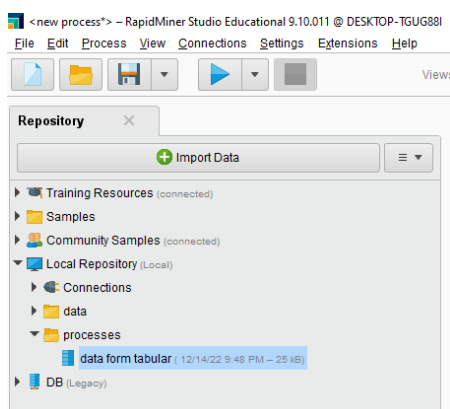 <new process*> – RapidMiner Studio Educational 9.10.011 @ DESKTOP-TGUG88I
File Edit Process View Connections Settings Extensions Help
Views
Repository
Import Data
Training Resources (connected)
Samples
Community Samples (connected)
Local Repository (Local)
Connections
data
processes
data form tabular ( 12/14/22 9:48 PM – 25 kB)
DB (Legacy)